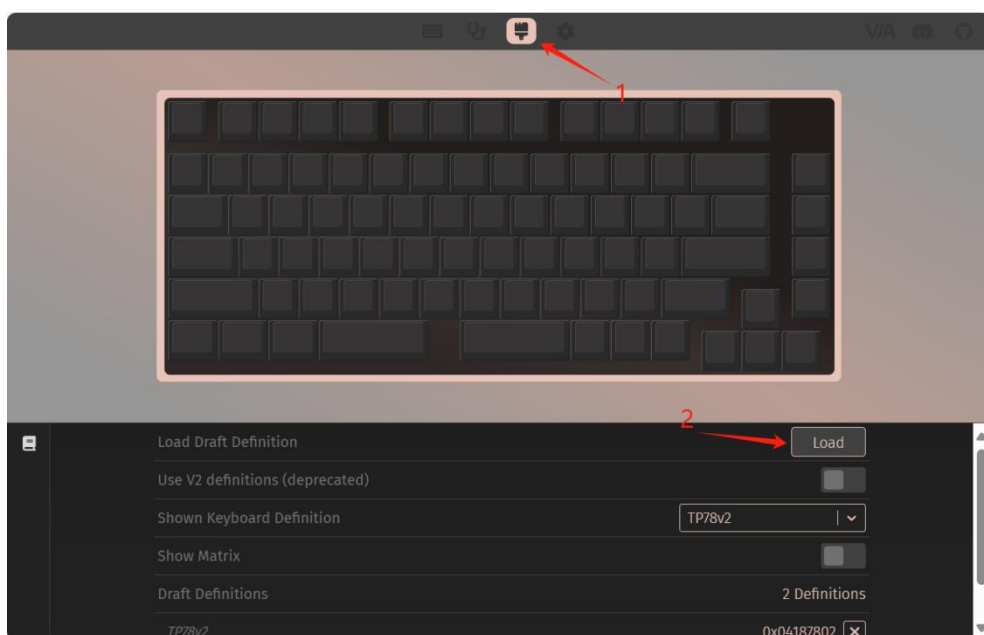 VIA
1
2
Load Draft Definition Load
Use V2 definitions (deprecated)
Shown Keyboard Definition TP78v2
Show Matrix
Draft Definitions 2 Definitions
TP78v2 0x04187802